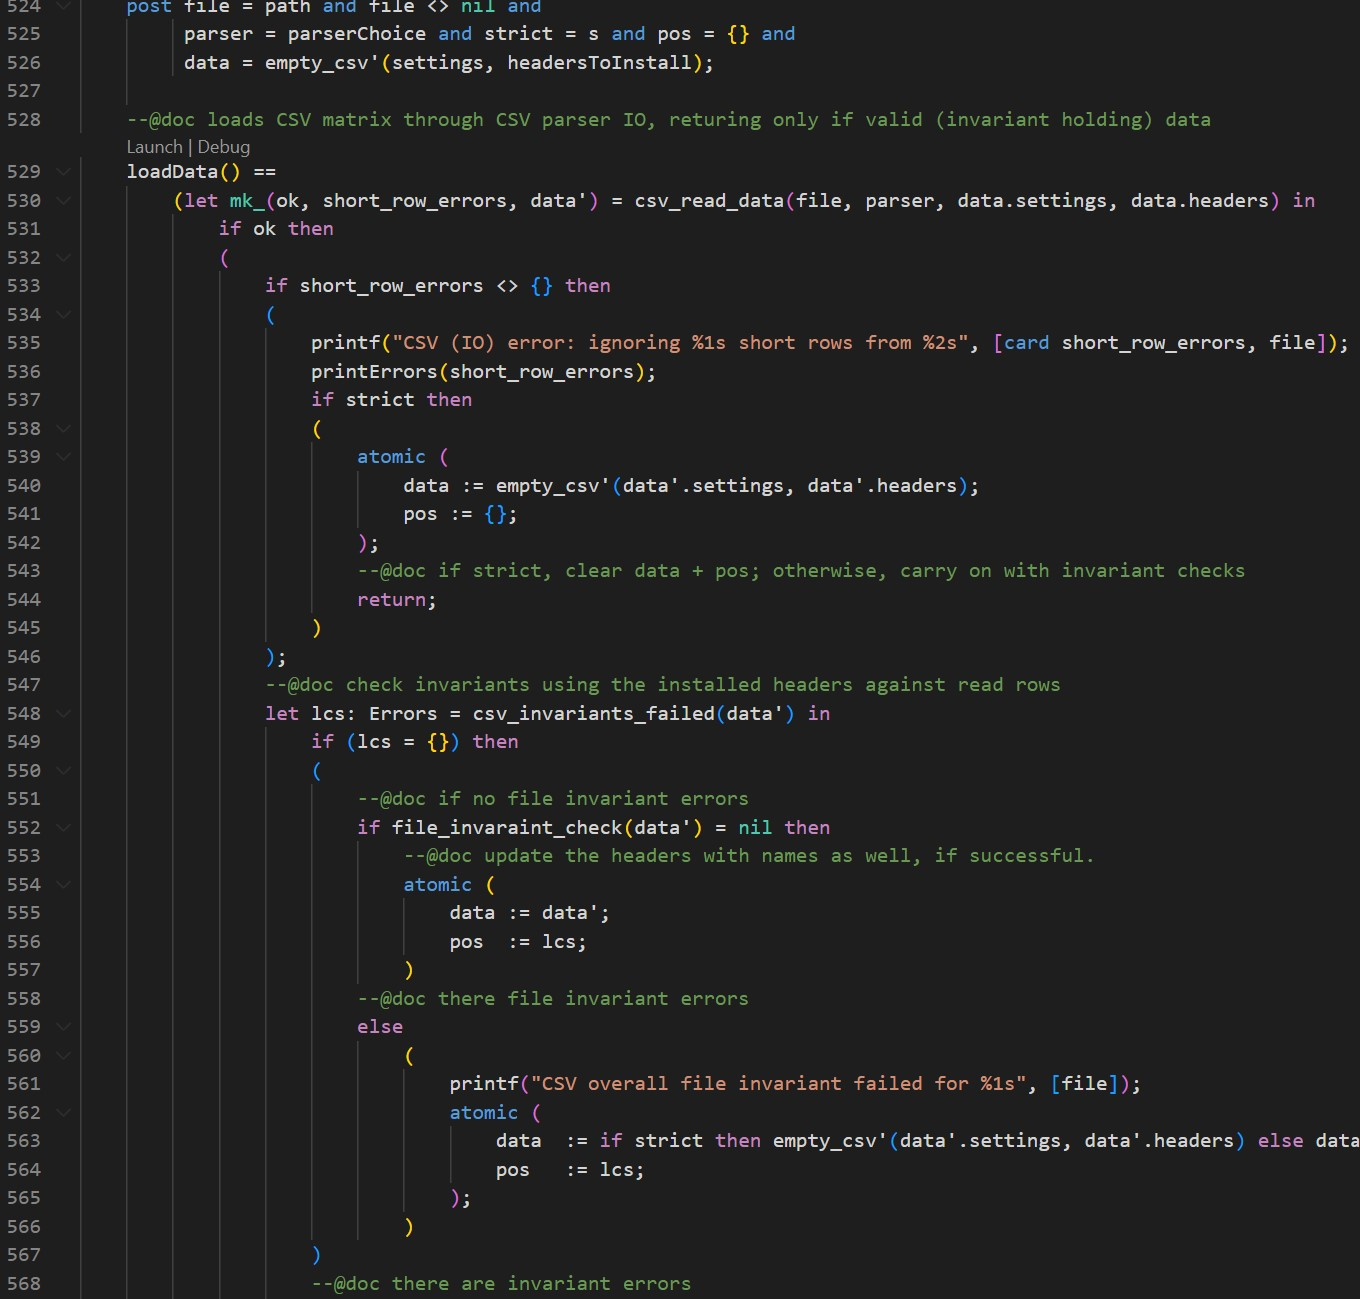 524 post file = path and file <> nil and
525 parser = parserChoice and strict = s and pos = {} and
526 data = empty_csv'(settings, headersToInstall);
527
528 --@doc loads CSV matrix through CSV parser IO, returing only if valid (invariant holding) data
Launch | Debug
529 loadData() ==
530 (let mk_(ok, short_row_errors, data') = csv_read_data(file, parser, data.settings, data.headers) in
531 if ok then
532 (
533 if short_row_errors <> {} then
534 (
535 printf("CSV (IO) error: ignoring %1s short rows from %2s", [card short_row_errors, file]);
536 printErrors(short_row_errors);
537 if strict then
538 (
539 atomic (
540 data := empty_csv'(data'.settings, data'.headers);
541 pos := {};
542 );
543 --@doc if strict, clear data + pos; otherwise, carry on with invariant checks
544 return;
545 )
546 );
547 --@doc check invariants using the installed headers against read rows
548 let lcs: Errors = csv_invariants_failed(data') in
549 if (lcs = {}) then
550 (
551 --@doc if no file invariant errors
552 if file_invaraint_check(data') = nil then
553 --@doc update the headers with names as well, if successful.
554 atomic (
555 data := data';
556 pos := lcs;
557 )
558 --@doc there file invariant errors
559 else
560 (
561 printf("CSV overall file invariant failed for %1s", [file]);
562 atomic (
563 data := if strict then empty_csv'(data'.settings, data'.headers) else data
564 pos := lcs;
565 );
566 )
567 )
568 --@doc there are invariant errors